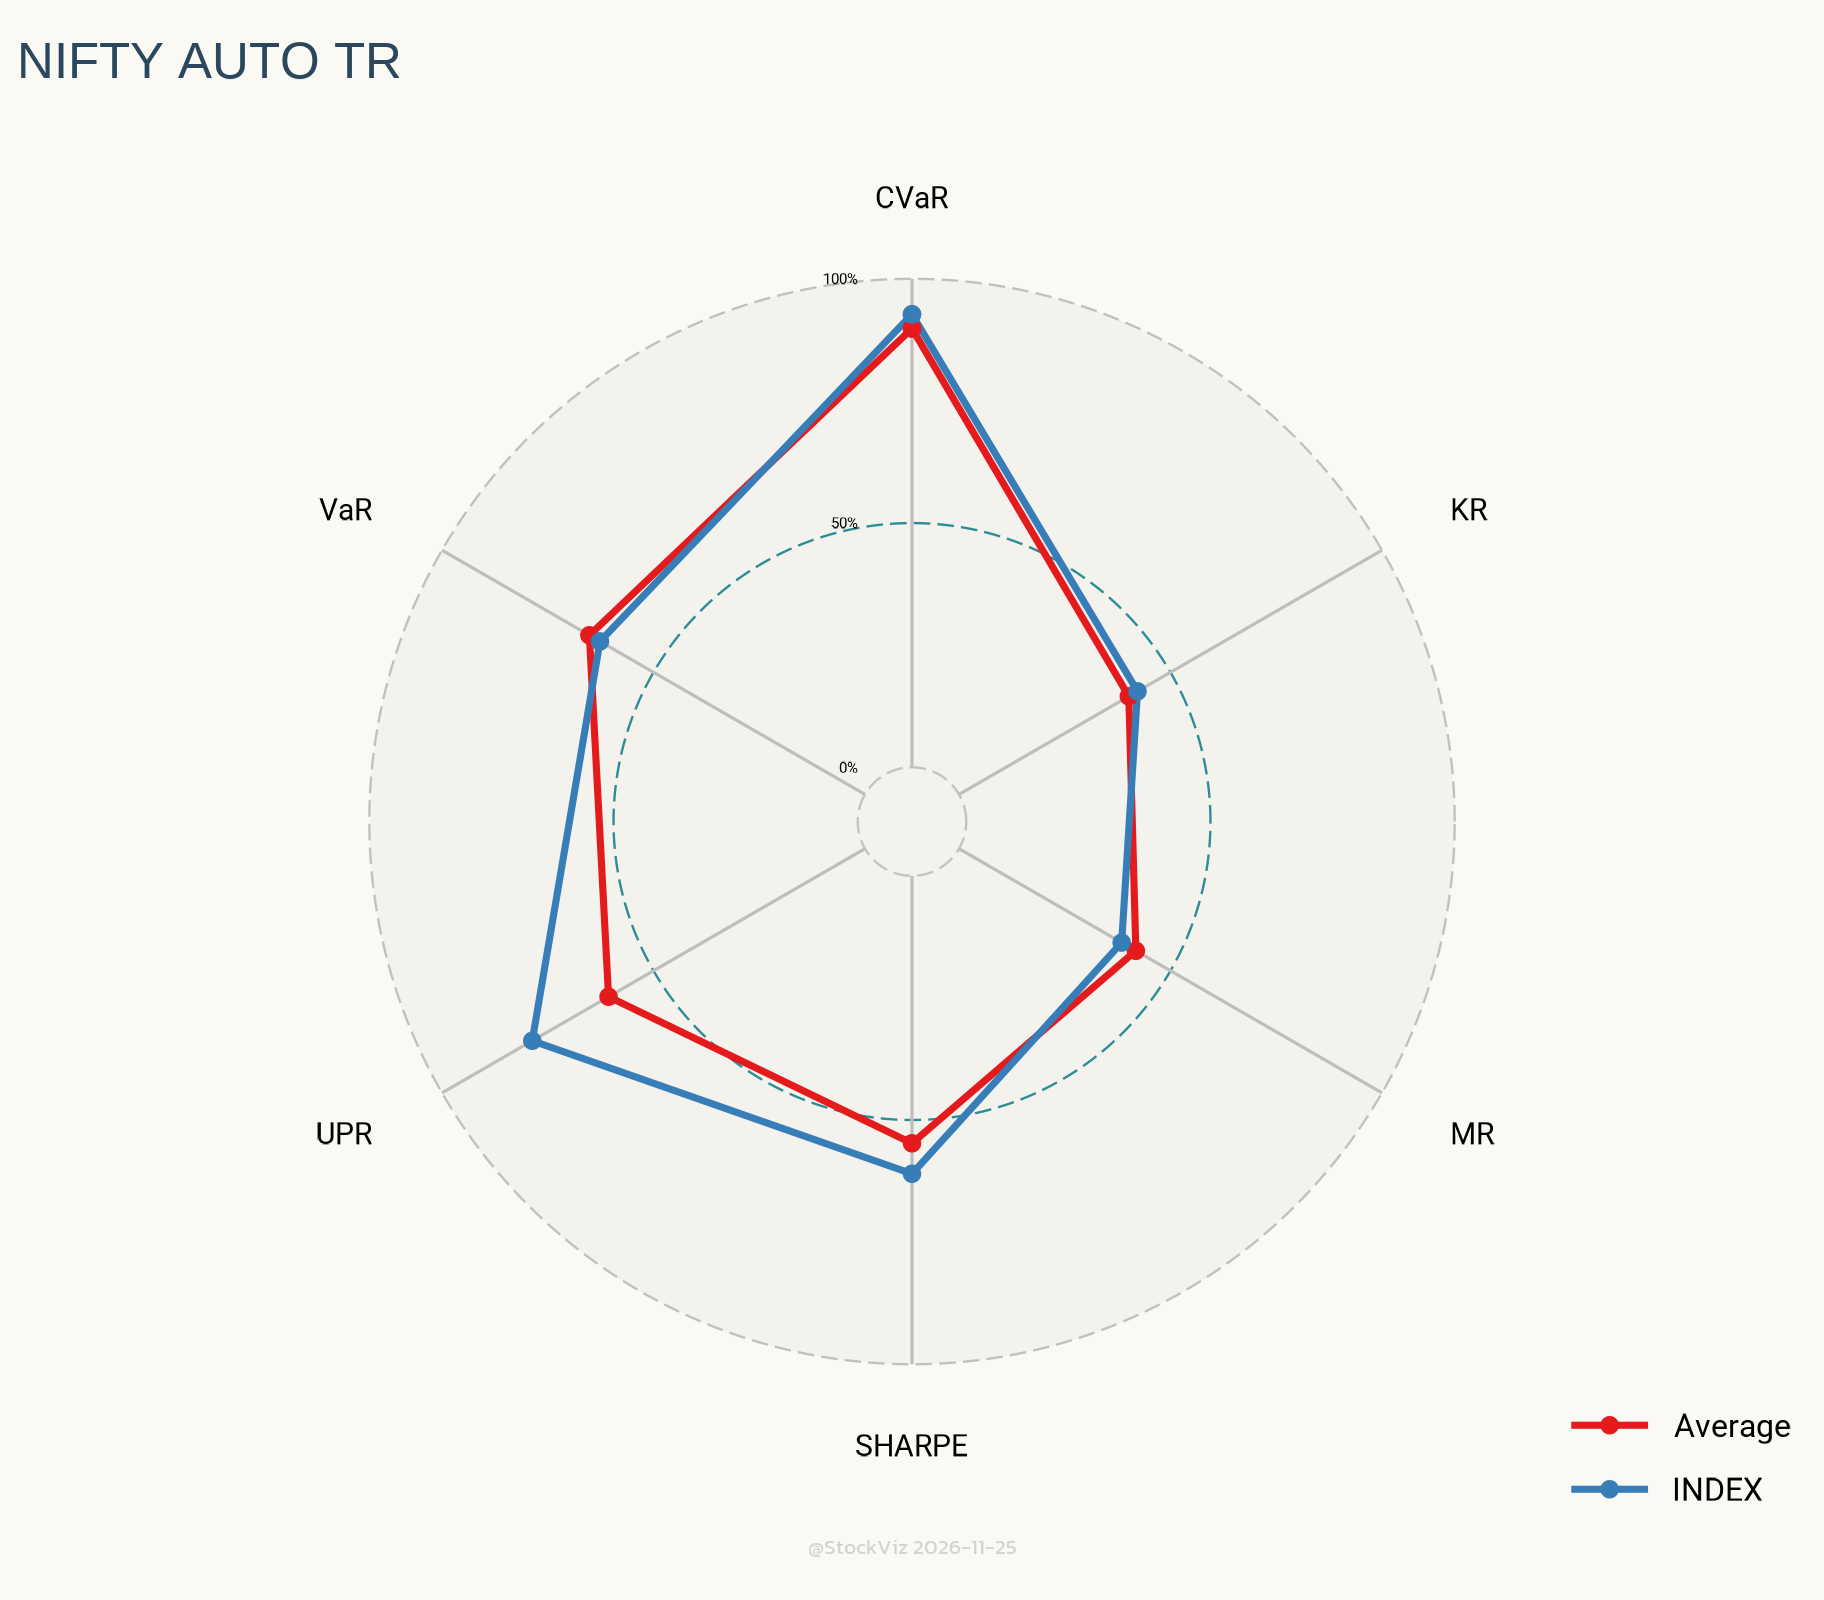 NIFTY AUTO TR
CVaR
100%
VaR
KR
50%
0%
UPR
MR
SHARPE
Average
INDEX
@StockViz 2026-11-25